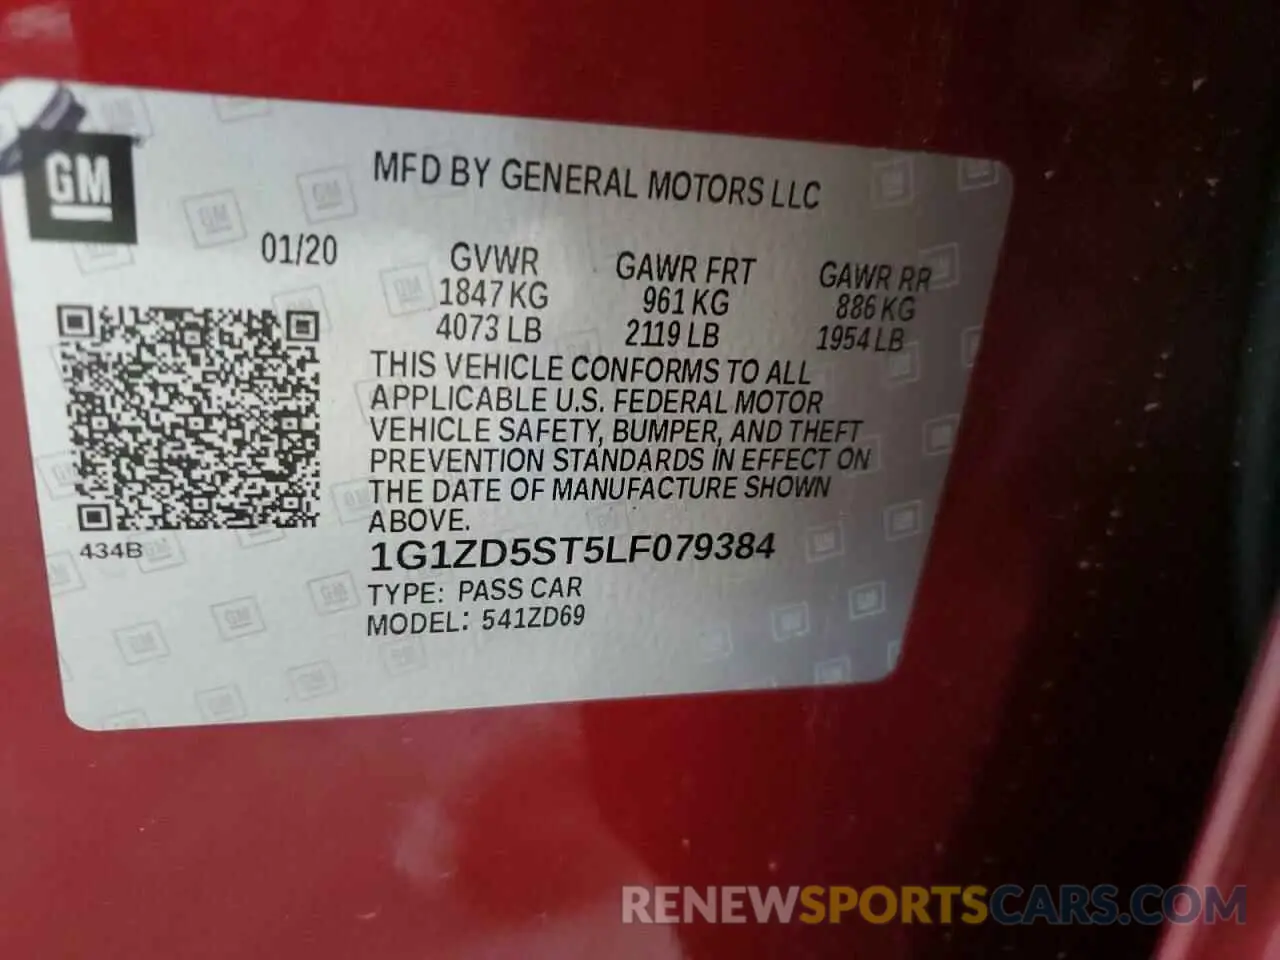 GM
MFD BY GENERAL MOTORS LLC
01/20
GVWR GAWR FRT GAWR RR
1847 KG 961 KG 886 KG
4073 LB 2119 LB 1954 LB
THIS VEHICLE CONFORMS TO ALL
APPLICABLE U.S. FEDERAL MOTOR
VEHICLE SAFETY, BUMPER, AND THEFT
PREVENTION STANDARDS IN EFFECT ON
THE DATE OF MANUFACTURE SHOWN
ABOVE.
434B
1G1ZD5ST5LF079384
TYPE: PASS CAR
MODEL: 541ZD69
RENEWSPORTSCARS.COM